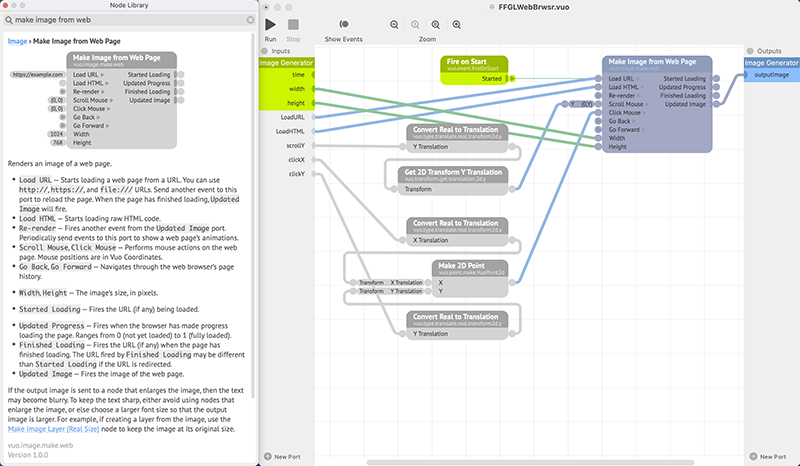 Node Library
make image from web
Image › Make Image from Web Page
Make Image from Web Page
vuo.image.make.web
https://example.com Load URL Started Loading
Load HTML Updated Progress
Re-render Finished Loading
(0,0) Scroll Mouse Updated Image
(0,0) Click Mouse
Go Back
Go Forward
1024 Width
768 Height
Renders an image of a web page.
• Load URL — Starts loading a web page from a URL. You can use
http://, https://, and file:/// URLs. Send another event to this
port to reload the page. When the page has finished loading, Updated
Image will fire.
• Load HTML — Starts loading raw HTML code.
• Re-render — Fires another event from the Updated Image port.
Periodically send events to this port to show a web page's animations.
• Scroll Mouse, Click Mouse — Performs mouse actions on the web
page. Mouse positions are in Vuo Coordinates.
• Go Back, Go Forward — Navigates through the web browser's page
history.
• Width, Height — The image's size, in pixels.
• Started Loading — Fires the URL (if any) being loaded.
• Updated Progress — Fires when the browser has made progress
loading the page. Ranges from 0 (not yet loaded) to 1 (fully loaded).
• Finished Loading — Fires the URL (if any) when the page has
finished loading. The URL fired by Finished Loading may be different
than Started Loading if the URL is redirected.
• Updated Image — Fires the image of the web page.
If the output image is sent to a node that enlarges the image, then the text
may become blurry. To keep the text sharp, either avoid using nodes that
enlarge the image, or else choose a larger font size so that the output
image is larger. For example, if creating a layer from the image, use the
Make Image Layer (Real Size) node to keep the image at its original size.
vuo.image.make.web
Version 1.0.0
FFGLWebBrwsr.vuo
Run
Stop
Show Events
Zoom
Inputs
Image Generator
time
width
height
LoadURL
LoadHTML
scrollY
clickX
clickY
New Port
Fire on Start
vuo.event.fireOnStart
Started
Convert Real to Translation
vuo.type.translate.real.transform2d.y
Y Translation
Get 2D Transform Y Translation
vuo.transform.get.translation.2d.y
Transform
Convert Real to Translation
vuo.type.translate.real.transform2d.x
X Translation
Make 2D Point
vuo.point.make.VuoPoint2d
Transform X Translation X
Transform Y Translation Y
Convert Real to Translation
vuo.type.translate.real.transform2d.y
Y Translation
Make Image from Web Page
vuo.image.make.web
Load URL Started Loading
Load HTML Updated Progress
Re-render Finished Loading
Y (0,Y) Scroll Mouse Updated Image
Click Mouse
Go Back
Go Forward
Width
Height
Outputs
Image Generator
outputImage
New Port